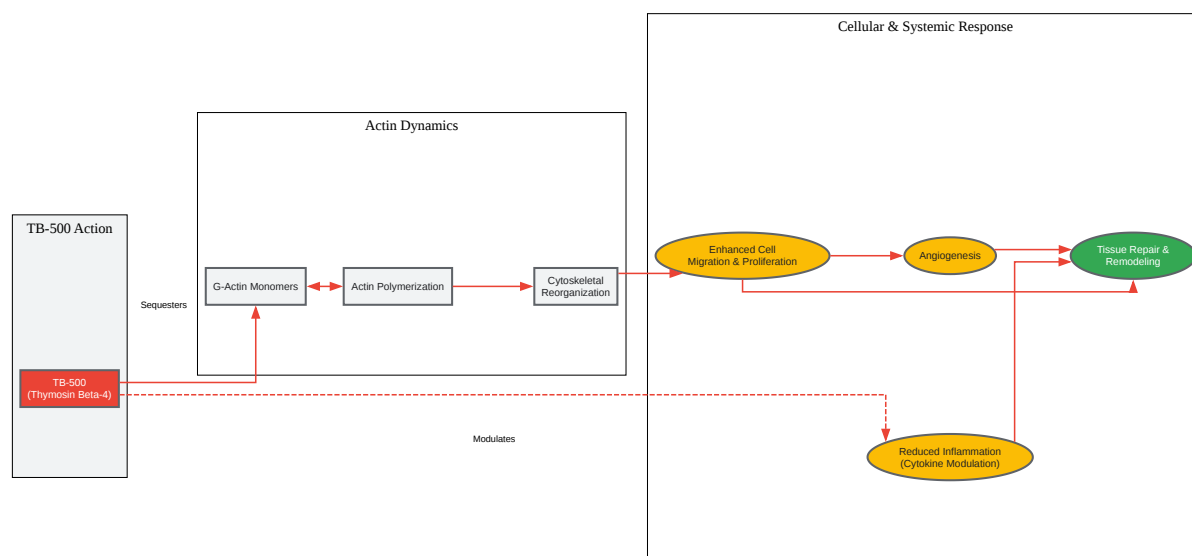 Cellular & Systemic Response
Actin Dynamics
TB-500 Action
Enhanced Cell
Migration & Proliferation
Angiogenesis
Tissue Repair &
Remodeling
G-Actin Monomers
Actin Polymerization
Cytoskeletal
Reorganization
Sequesters
TB-500
(Thymosin Beta-4)
Modulates
Reduced Inflammation
(Cytokine Modulation)